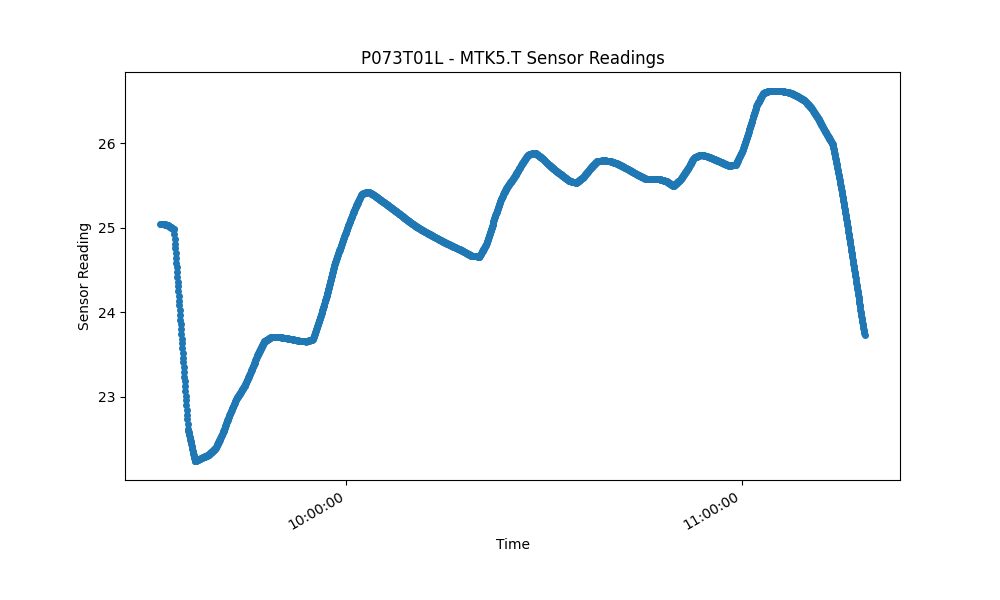 P073T01L - MTK5.T Sensor Readings
Sensor Reading
26
25
24
23
10:00:00
11:00:00
Time